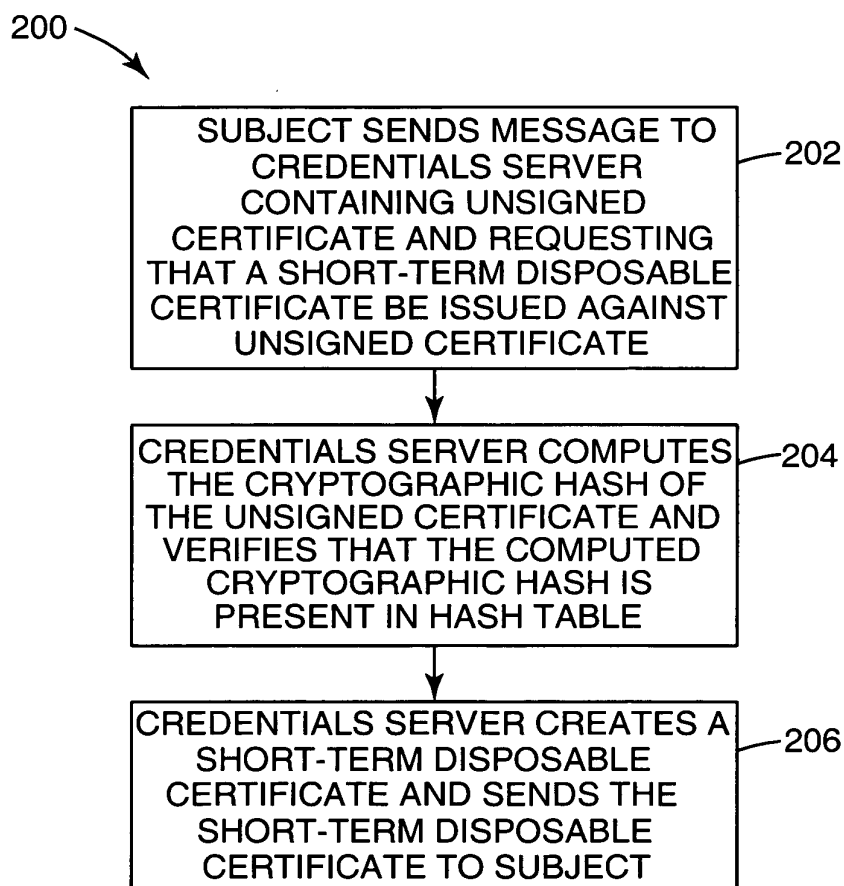 200
SUBJECT SENDS MESSAGE TO
CREDENTIALS SERVER
CONTAINING UNSIGNED
CERTIFICATE AND REQUESTING
THAT A SHORT-TERM DISPOSABLE
CERTIFICATE BE ISSUED AGAINST
UNSIGNED CERTIFICATE
202
CREDENTIALS SERVER COMPUTES
THE CRYPTOGRAPHIC HASH OF
THE UNSIGNED CERTIFICATE AND
VERIFIES THAT THE COMPUTED
CRYPTOGRAPHIC HASH IS
PRESENT IN HASH TABLE
204
CREDENTIALS SERVER CREATES A
SHORT-TERM DISPOSABLE
CERTIFICATE AND SENDS THE
SHORT-TERM DISPOSABLE
CERTIFICATE TO SUBJECT
206